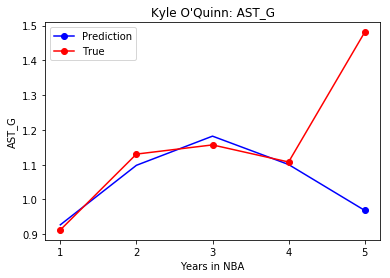 Kyle O'Quinn: AST_G
Prediction
True
AST_G
1.5
1.4
1.3
1.2
1.1
1.0
0.9
1
2
3
4
5
Years in NBA